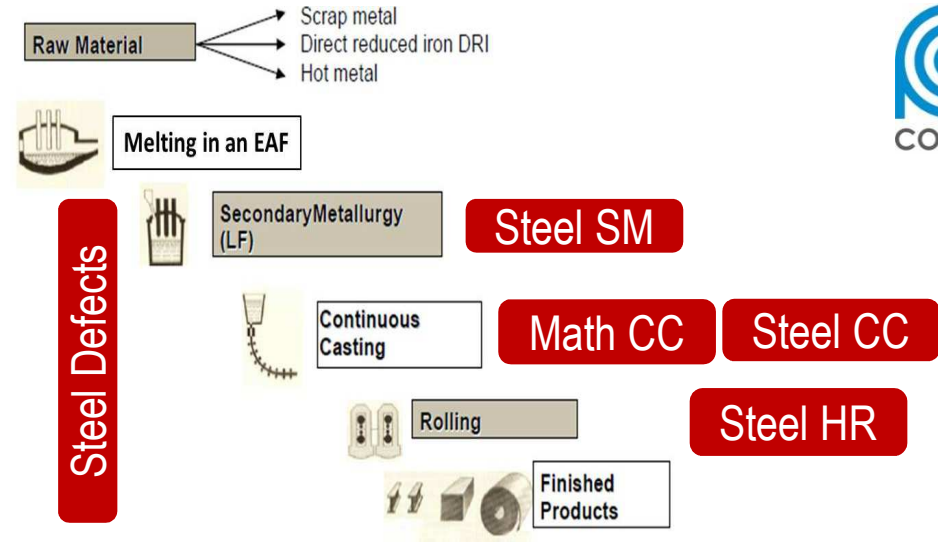 Scrap metal
Raw Material
Direct reduced iron DRI
Hot metal
Melting in an EAF
SecondaryMetallurgy
(LF)
Steel SM
Steel Defects
Continuous
Casting
Math CC
Steel CC
Rolling
Steel HR
Finished
Products